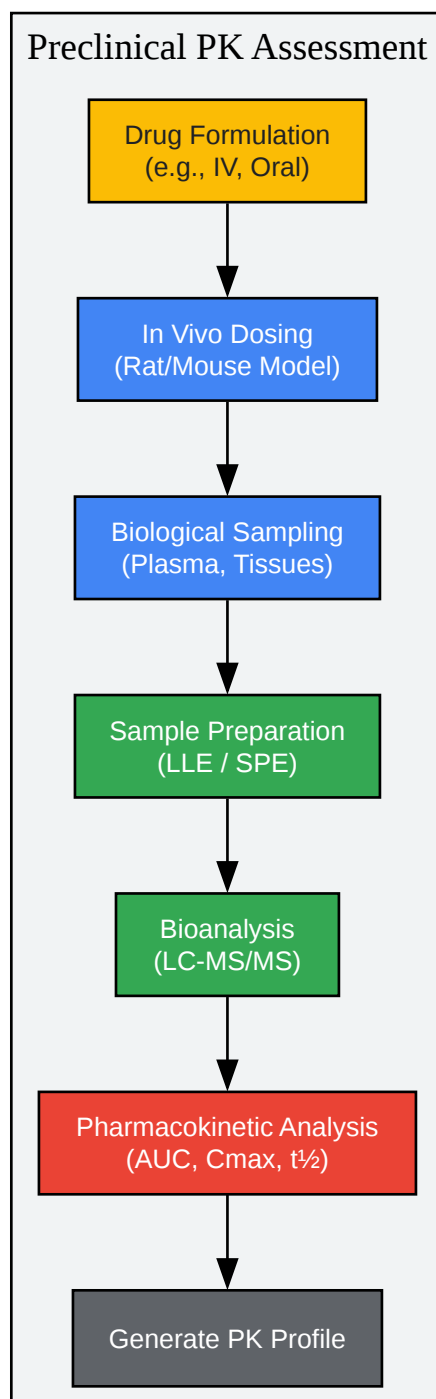 Preclinical PK Assessment
Drug Formulation
(e.g., IV, Oral)
In Vivo Dosing
(Rat/Mouse Model)
Biological Sampling
(Plasma, Tissues)
Sample Preparation
(LLE / SPE)
Bioanalysis
(LC-MS/MS)
Pharmacokinetic Analysis
(AUC, Cmax, t½)
Generate PK Profile